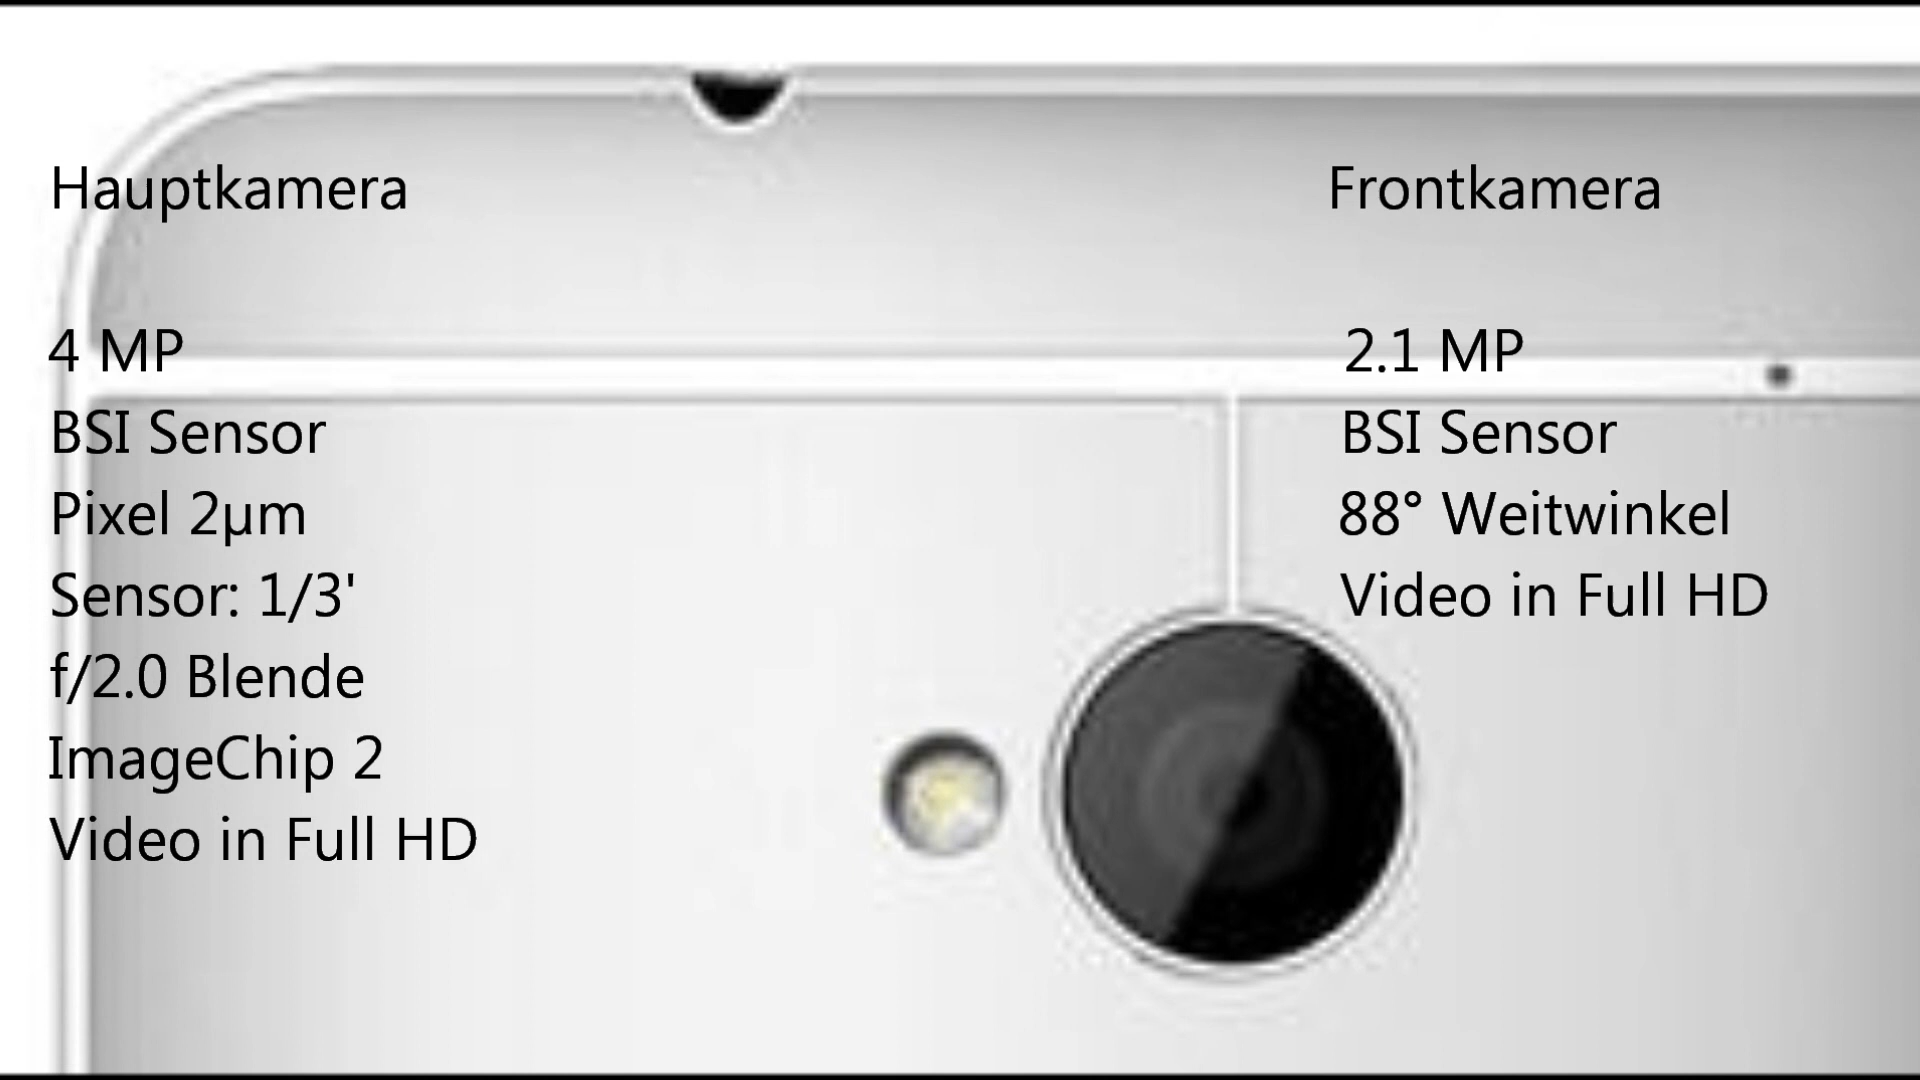 Hauptkamera
4 MP
BSI Sensor
Pixel 2µm
Sensor: 1/3'
f/2.0 Blende
ImageChip 2
Video in Full HD
Frontkamera
2.1 MP
BSI Sensor
88° Weitwinkel
Video in Full HD